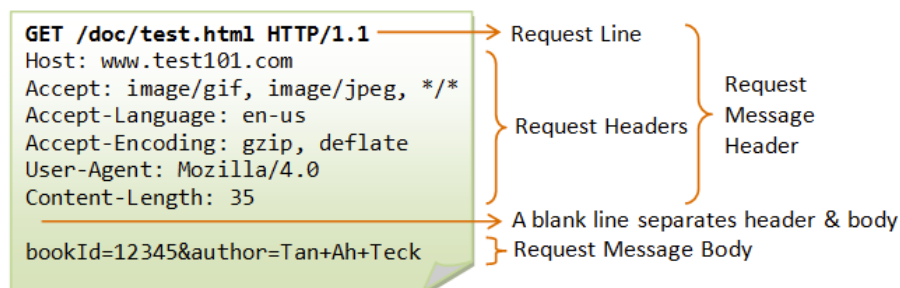 GET /doc/test.html HTTP/1.1
Host: www.test101.com
Accept: image/gif, image/jpeg, */*
Accept-Language: en-us
Accept-Encoding: gzip, deflate
User-Agent: Mozilla/4.0
Content-Length: 35
bookId=12345&author=Tan+Ah+Teck
Request Line
Request Headers
Request
Message
Header
A blank line separates header & body
Request Message Body